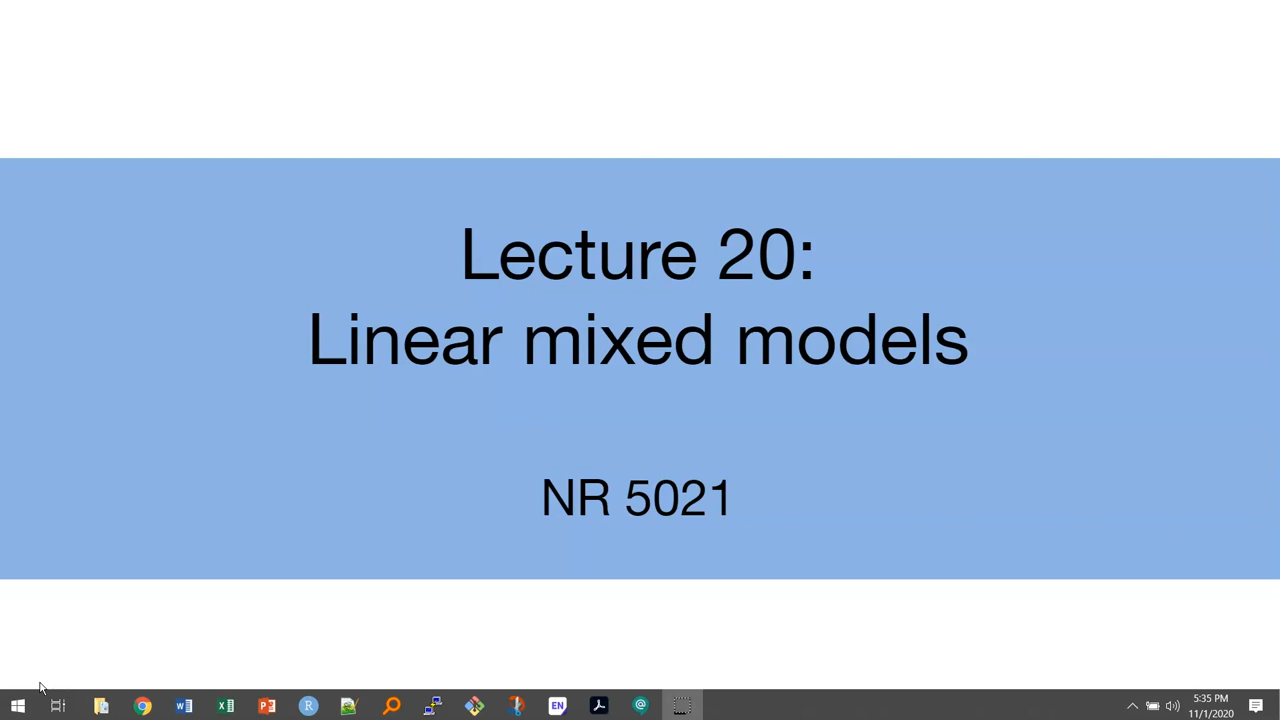 Lecture 20:
Linear mixed models
NR 5021
R
EN
5:35 PM
11/1/2020